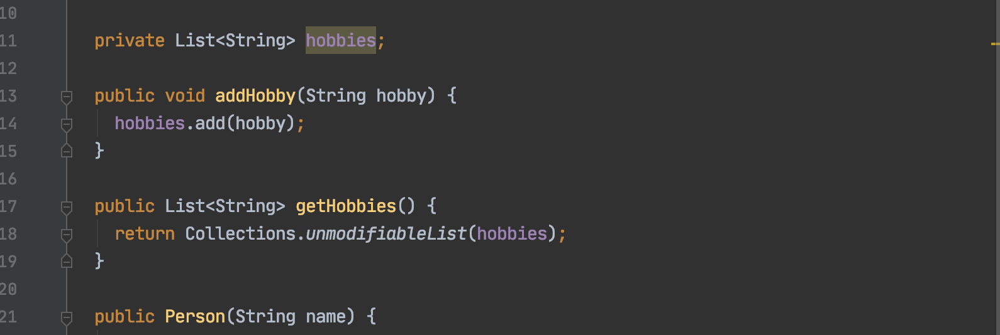 10
11 private List<String> hobbies;
12
13 public void addHobby(String hobby) {
14 hobbies.add(hobby);
15 }
16
17 public List<String> getHobbies() {
18 return Collections.unmodifiableList(hobbies);
19 }
20
21 public Person(String name) {